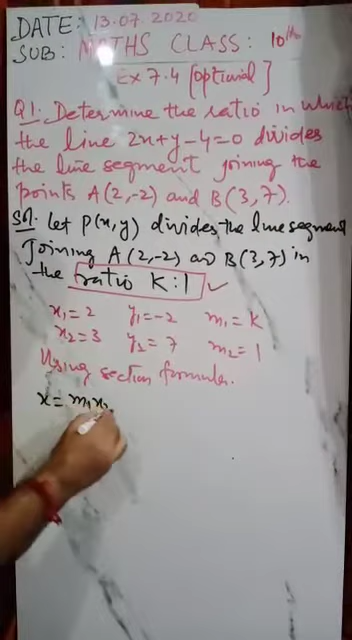 DATE: 13.07.2020
SUB: MATHS CLASS: 10th
Ex 7.4 [Optional]
Q1. Determine the ratio in which
the line 2x+y-4=0 divides
the line segment joining the
points A(2,-2) and B(3,7).
Sol. Let P(x,y) divides the line segment
Joining A(2,-2) and B(3,7) in
the ratio K:1 ✓
x₁=2 y₁=-2 m₁=K
x₂=3 y₂=7 m₂=1
Using section formula.
x= m₁x₂